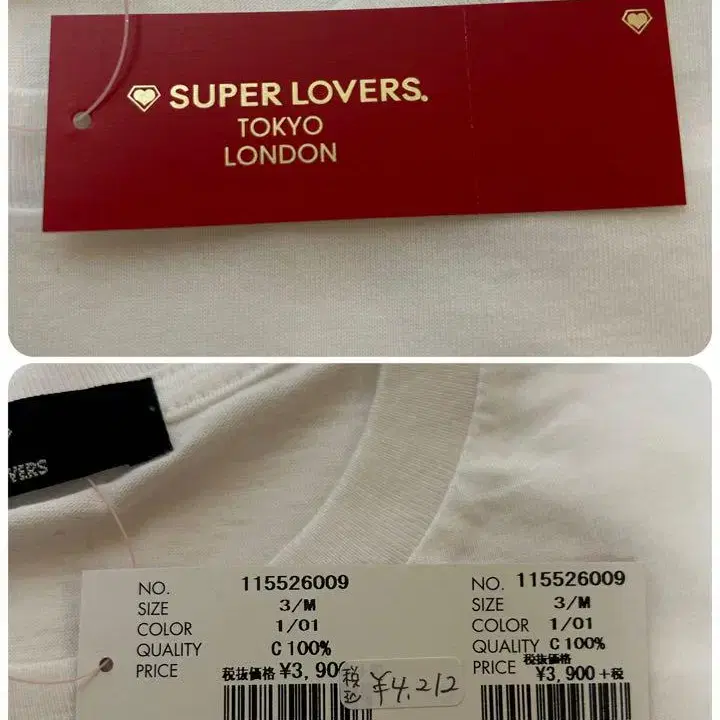 SUPER LOVERS.
TOKYO
LONDON
VERS
NO. 115526009
SIZE 3/M
COLOR 1/01
QUALITY C 100%
PRICE 税抜価格 ¥3,90
税込 ¥4,212
NO. 115526009
SIZE 3/M
COLOR 1/01
QUALITY C 100%
PRICE 税抜価格 ¥3,900+税